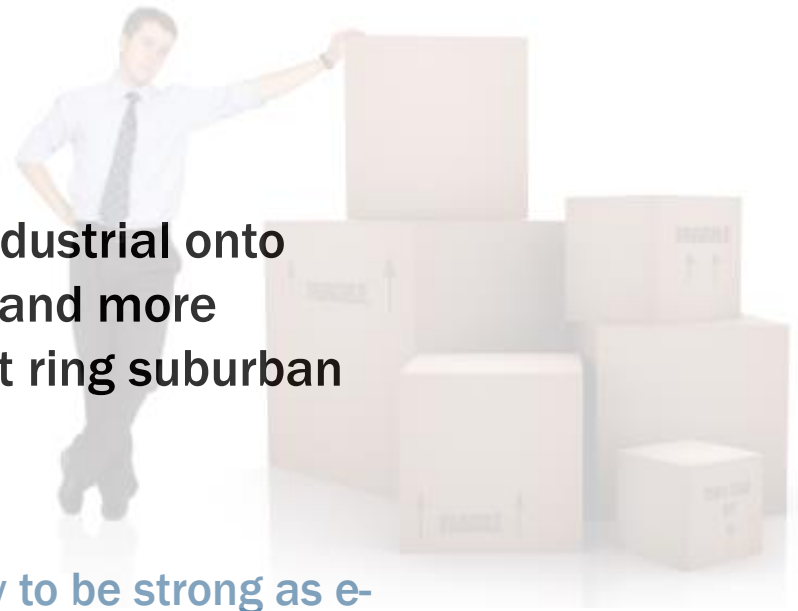 dustrial onto
and more
t ring suburban
y to be strong as e-